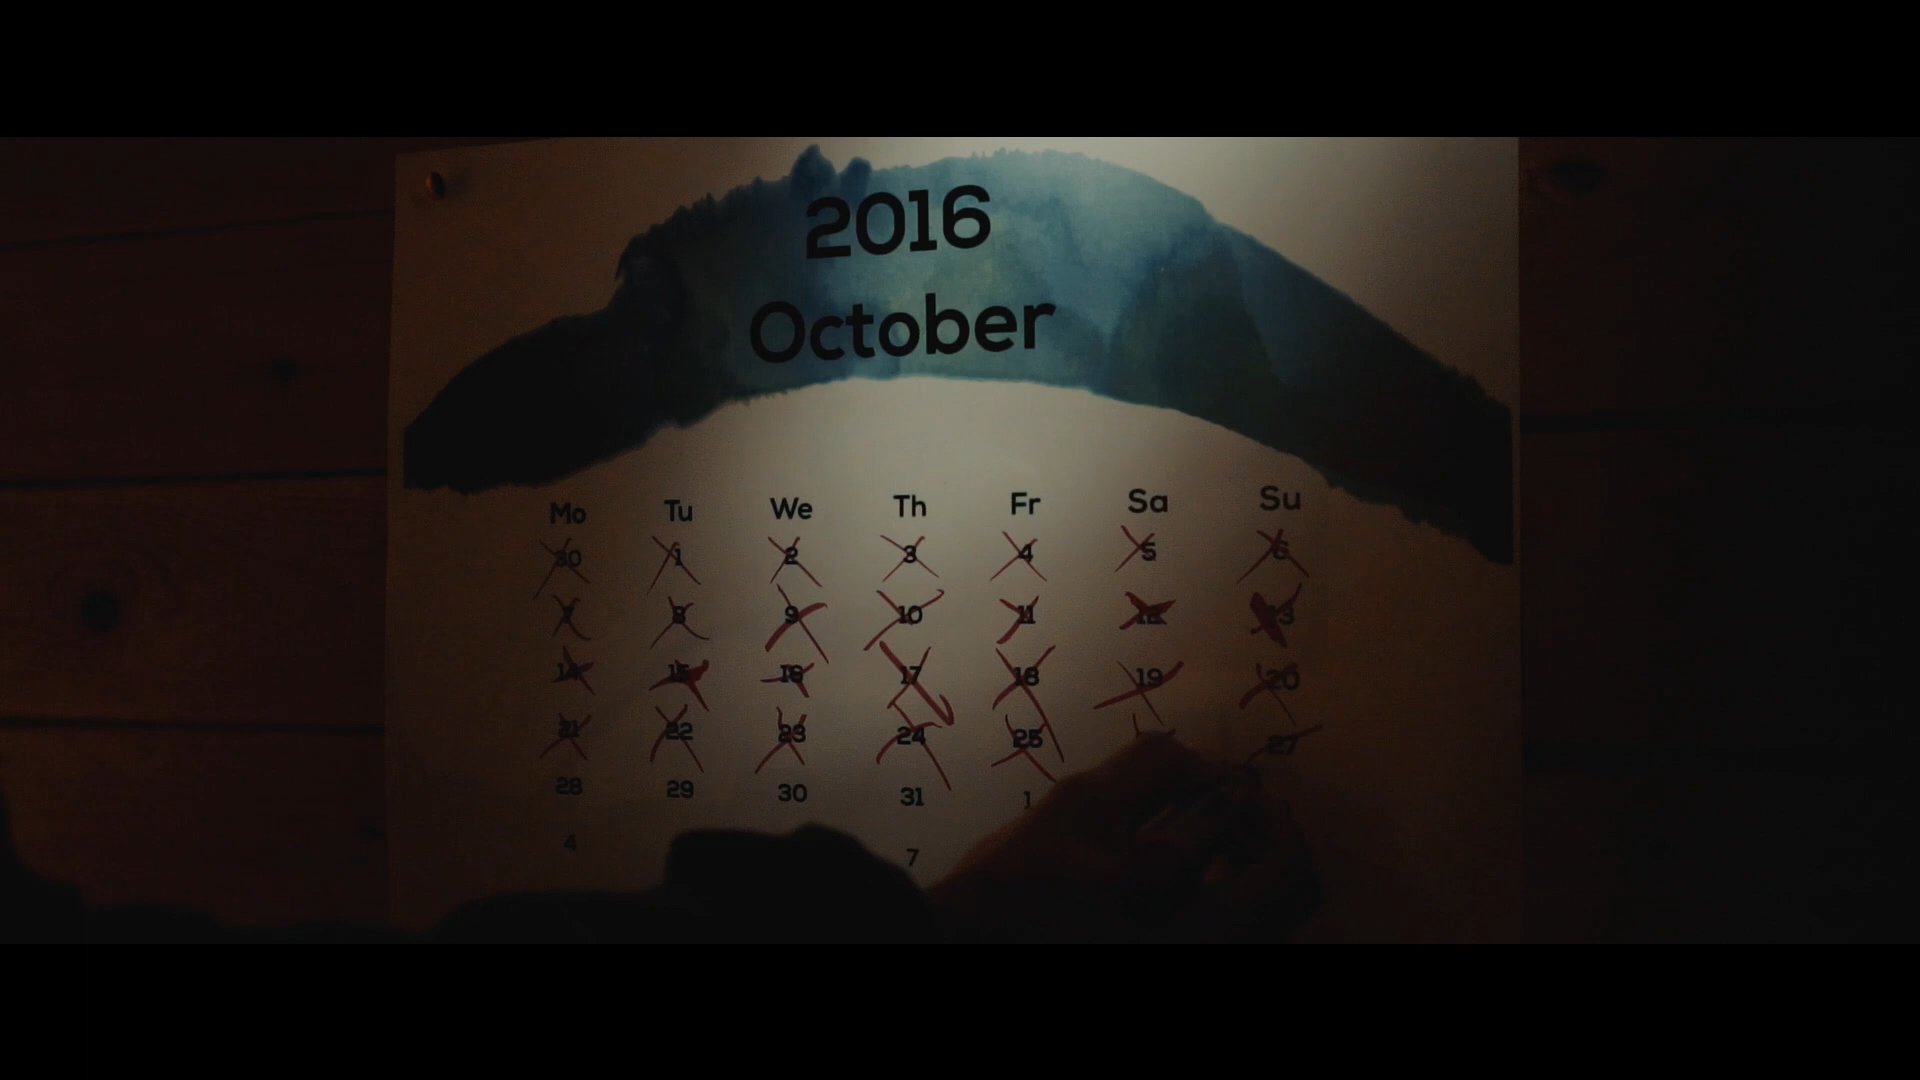 2016
October
Mo Tu We Th Fr Sa Su
30 1 2 3 4 5 6
7 8 9 10 11 12 13
14 15 16 17 18 19 20
21 22 23 24 25 27
28 29 30 31 1
4 7